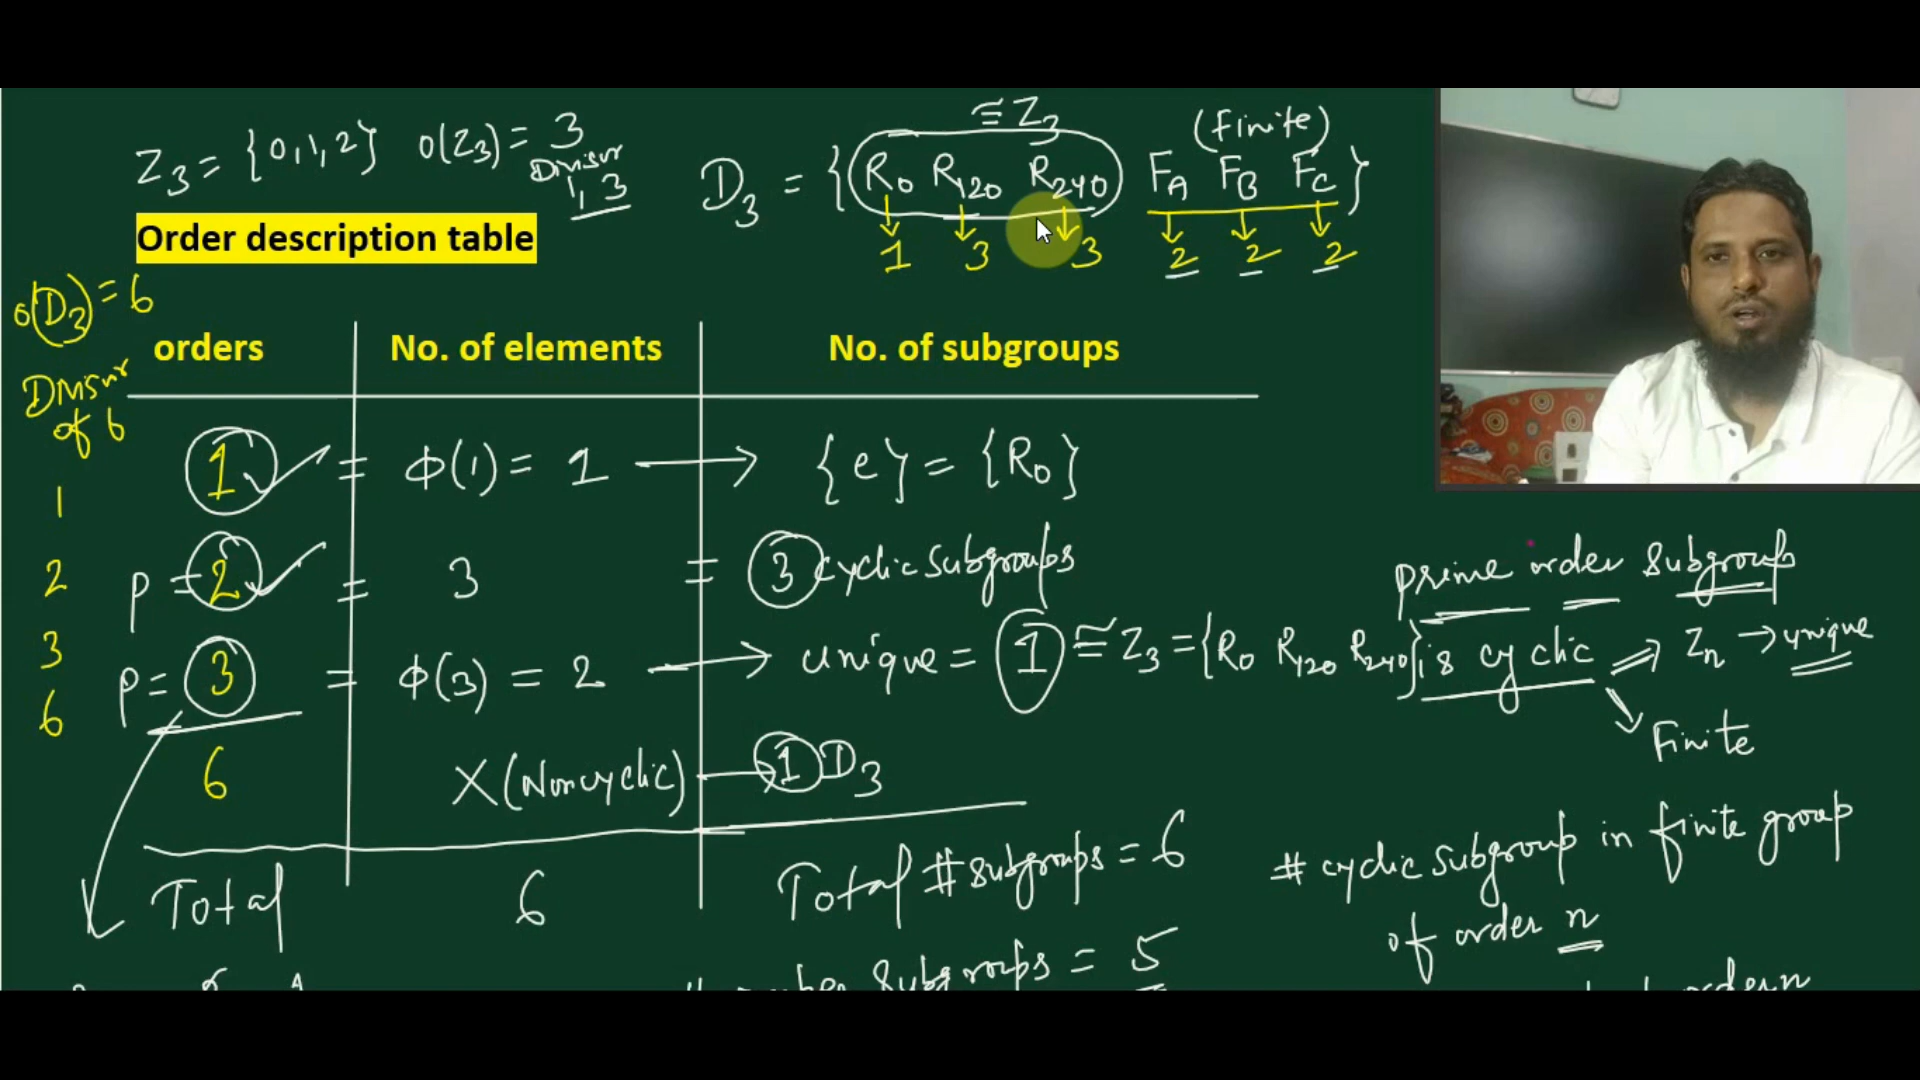 Z3 = {0,1,2} o(Z3) = 3
Divisor
1, 3
≅ Z3
(finite)
D3 = {R0 R120 R240 FA FB FC}
1 3 3 2 2 2
Order description table
o(D3) = 6
Divisor
of 6
1
2
3
6
orders No. of elements No. of subgroups
1 = φ(1) = 1 → {e} = {R0}
p = 2 = 3 = 3 cyclic subgroups
p = 3 = φ(3) = 2 → unique = 1 ≅ Z3 = {R0 R120 R240}
6 X (Noncyclic) → 1 D3
Total 6 Total # subgroups = 6
subgroups = 5
prime order subgroup
is cyclic ⇒ Zn → unique
Finite
# cyclic subgroup in finite group
of order n